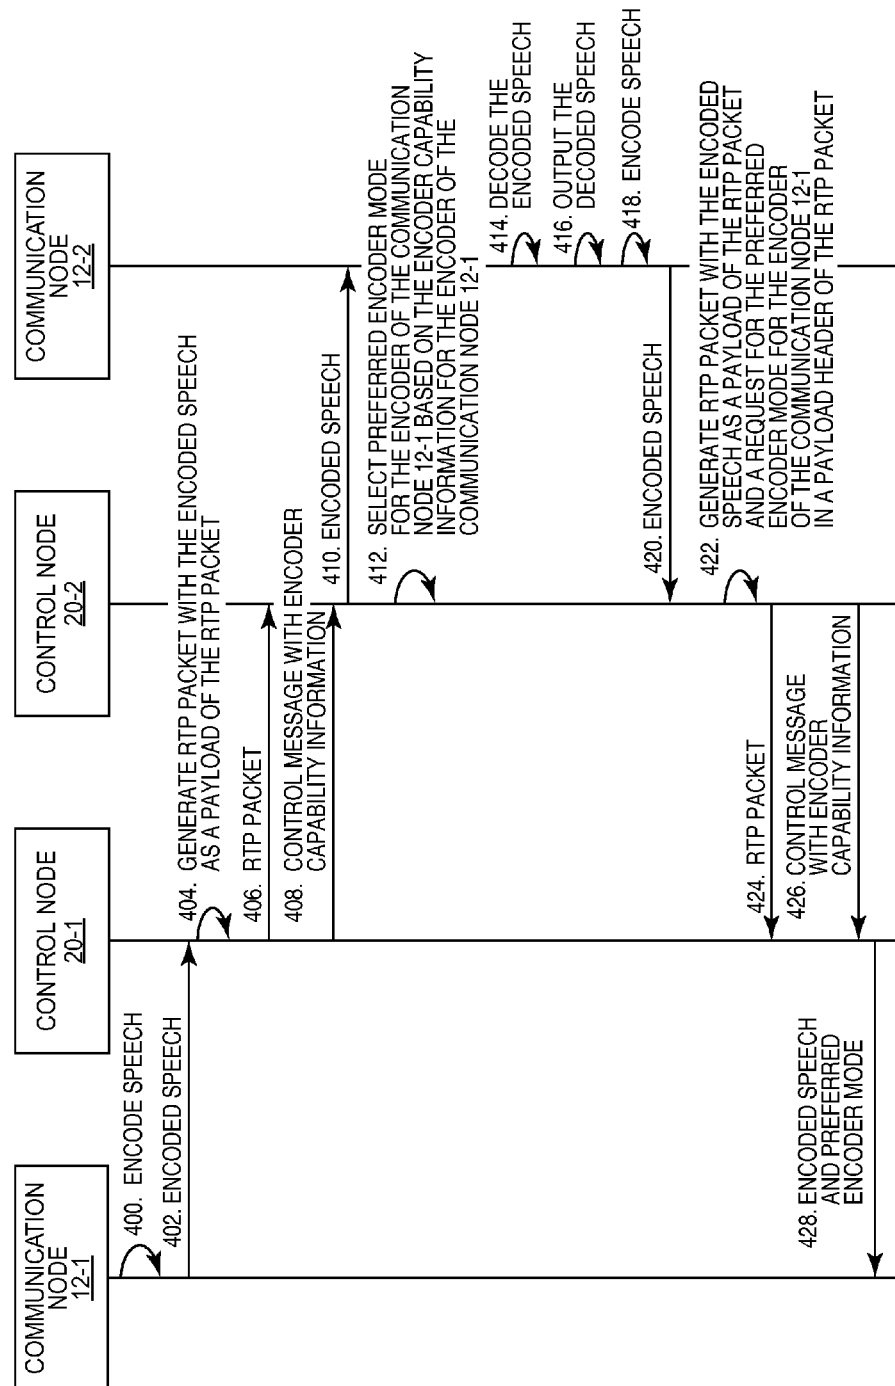 COMMUNICATION
NODE
12-1
CONTROL NODE
20-1
CONTROL NODE
20-2
COMMUNICATION
NODE
12-2
400. ENCODE SPEECH
402. ENCODED SPEECH
404. GENERATE RTP PACKET WITH THE ENCODED SPEECH
AS A PAYLOAD OF THE RTP PACKET
406. RTP PACKET
408. CONTROL MESSAGE WITH ENCODER
CAPABILITY INFORMATION
410. ENCODED SPEECH
412. SELECT PREFERRED ENCODER MODE
FOR THE ENCODER OF THE COMMUNICATION
NODE 12-1 BASED ON THE ENCODER CAPABILITY
INFORMATION FOR THE ENCODER OF THE
COMMUNICATION NODE 12-1
414. DECODE THE
ENCODED SPEECH
416. OUTPUT THE
DECODED SPEECH
418. ENCODE SPEECH
420. ENCODED SPEECH
422. GENERATE RTP PACKET WITH THE ENCODED
SPEECH AS A PAYLOAD OF THE RTP PACKET
AND A REQUEST FOR THE PREFERRED
ENCODER MODE FOR THE ENCODER
OF THE COMMUNICATION NODE 12-1
IN A PAYLOAD HEADER OF THE RTP PACKET
424. RTP PACKET
426. CONTROL MESSAGE
WITH ENCODER
CAPABILITY INFORMATION
428. ENCODED SPEECH
AND PREFERRED
ENCODER MODE